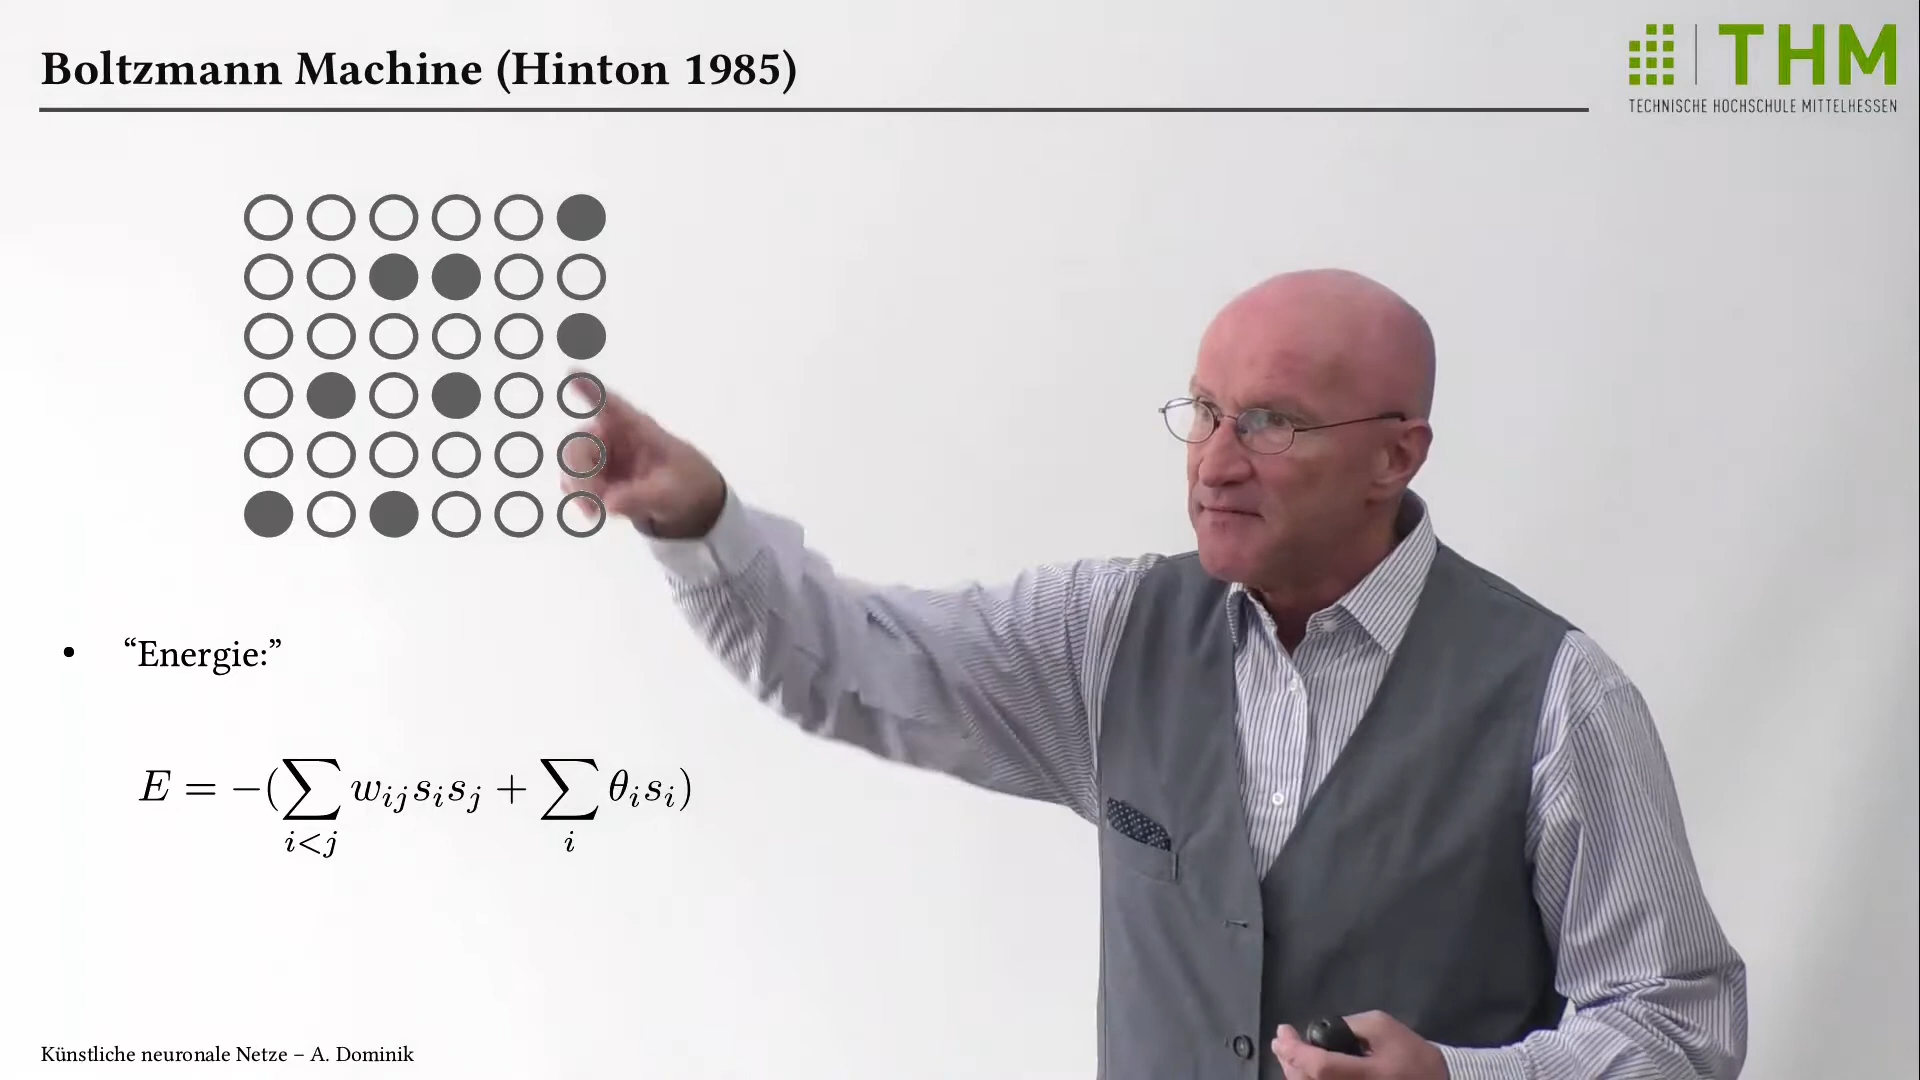 Boltzmann Machine (Hinton 1985)
THM
TECHNISCHE HOCHSCHULE MITTELHESSEN
• “Energie:”
E = −(∑_{i<j} w_{ij}s_is_j + ∑_i θ_is_i)
Künstliche neuronale Netze – A. Dominik